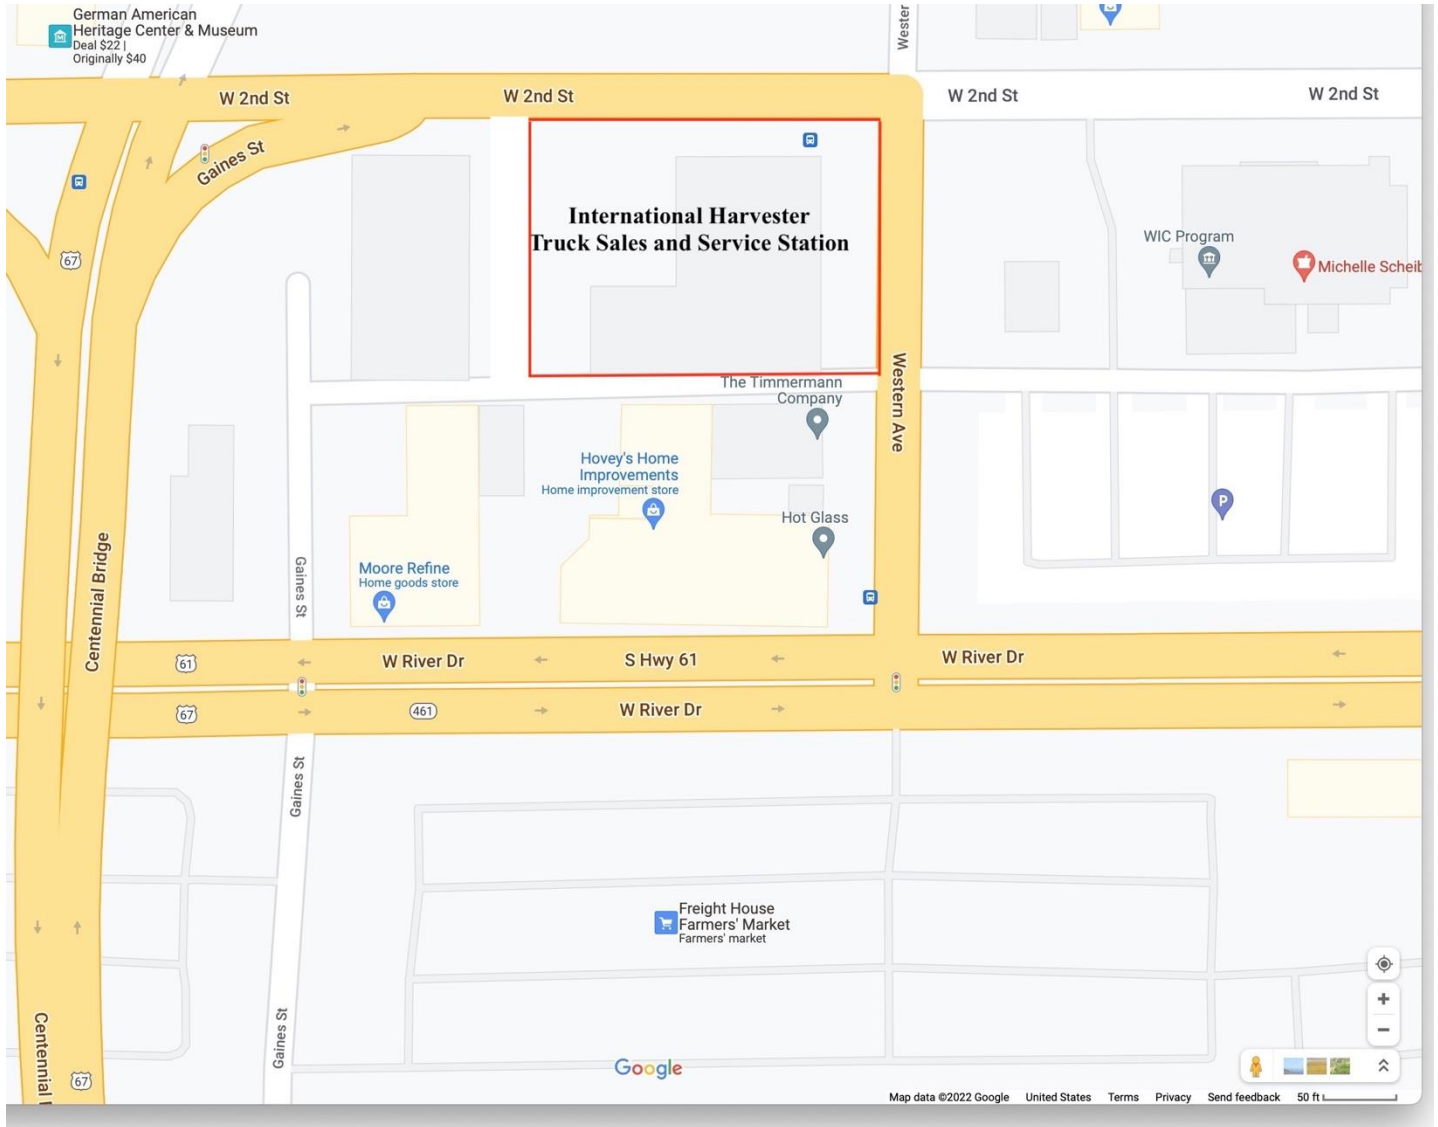 German American
Heritage Center & Museum
Deal $22 |
Originally $40
Wester
W 2nd St
W 2nd St
W 2nd St
W 2nd St
Gaines St
67
International Harvester
Truck Sales and Service Station
WIC Program
Michelle Scheib
Western Ave
The Timmermann
Company
Hovey's Home
Improvements
Home improvement store
Hot Glass
P
Moore Refine
Home goods store
Gaines St
Centennial Bridge
61
W River Dr
S Hwy 61
W River Dr
67
461
W River Dr
Gaines St
Freight House
Farmers' Market
Farmers' market
Gaines St
Centennial
67
Google
Map data ©2022 Google
United States
Terms
Privacy
Send feedback
50 ft